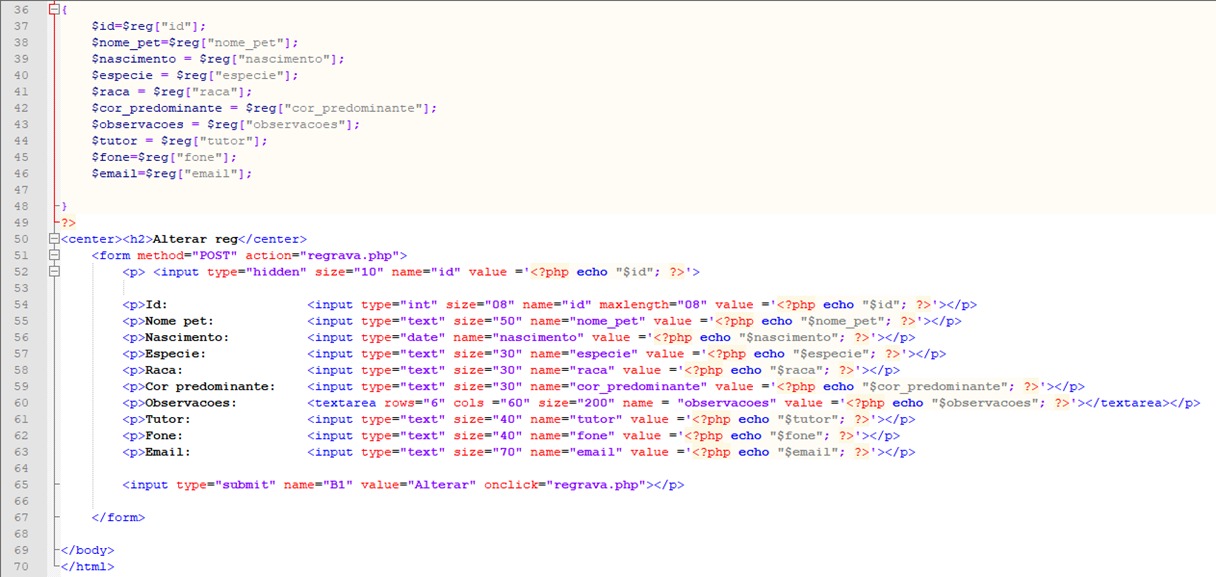 36 {
37 $id=$reg["id"];
38 $nome_pet=$reg["nome_pet"];
39 $nascimento = $reg["nascimento"];
40 $especie = $reg["especie"];
41 $raca = $reg["raca"];
42 $cor_predominante = $reg["cor_predominante"];
43 $observacoes = $reg["observacoes"];
44 $tutor = $reg["tutor"];
45 $fone=$reg["fone"];
46 $email=$reg["email"];
47
48 }
49 ?>
50 <center><h2>Alterar reg</center>
51 <form method="POST" action="regrava.php">
52 <p> <input type="hidden" size="10" name="id" value ='<?php echo "$id"; ?>'>
53
54 <p>Id: <input type="int" size="08" name="id" maxlength="08" value ='<?php echo "$id"; ?>'></p>
55 <p>Nome pet: <input type="text" size="50" name="nome_pet" value ='<?php echo "$nome_pet"; ?>'></p>
56 <p>Nascimento: <input type="date" name="nascimento" value ='<?php echo "$nascimento"; ?>'></p>
57 <p>Especie: <input type="text" size="30" name="especie" value ='<?php echo "$especie"; ?>'></p>
58 <p>Raca: <input type="text" size="30" name="raca" value ='<?php echo "$raca"; ?>'></p>
59 <p>Cor predominante: <input type="text" size="30" name="cor_predominante" value ='<?php echo "$cor_predominante"; ?>'></p>
60 <p>Observacoes: <textarea rows="6" cols ="60" size="200" name = "observacoes" value ='<?php echo "$observacoes"; ?>'></textarea></p>
61 <p>Tutor: <input type="text" size="40" name="tutor" value ='<?php echo "$tutor"; ?>'></p>
62 <p>Fone: <input type="text" size="40" name="fone" value ='<?php echo "$fone"; ?>'></p>
63 <p>Email: <input type="text" size="70" name="email" value ='<?php echo "$email"; ?>'></p>
64
65 <input type="submit" name="B1" value="Alterar" onclick="regrava.php"></p>
66
67 </form>
68
69 </body>
70 </html>